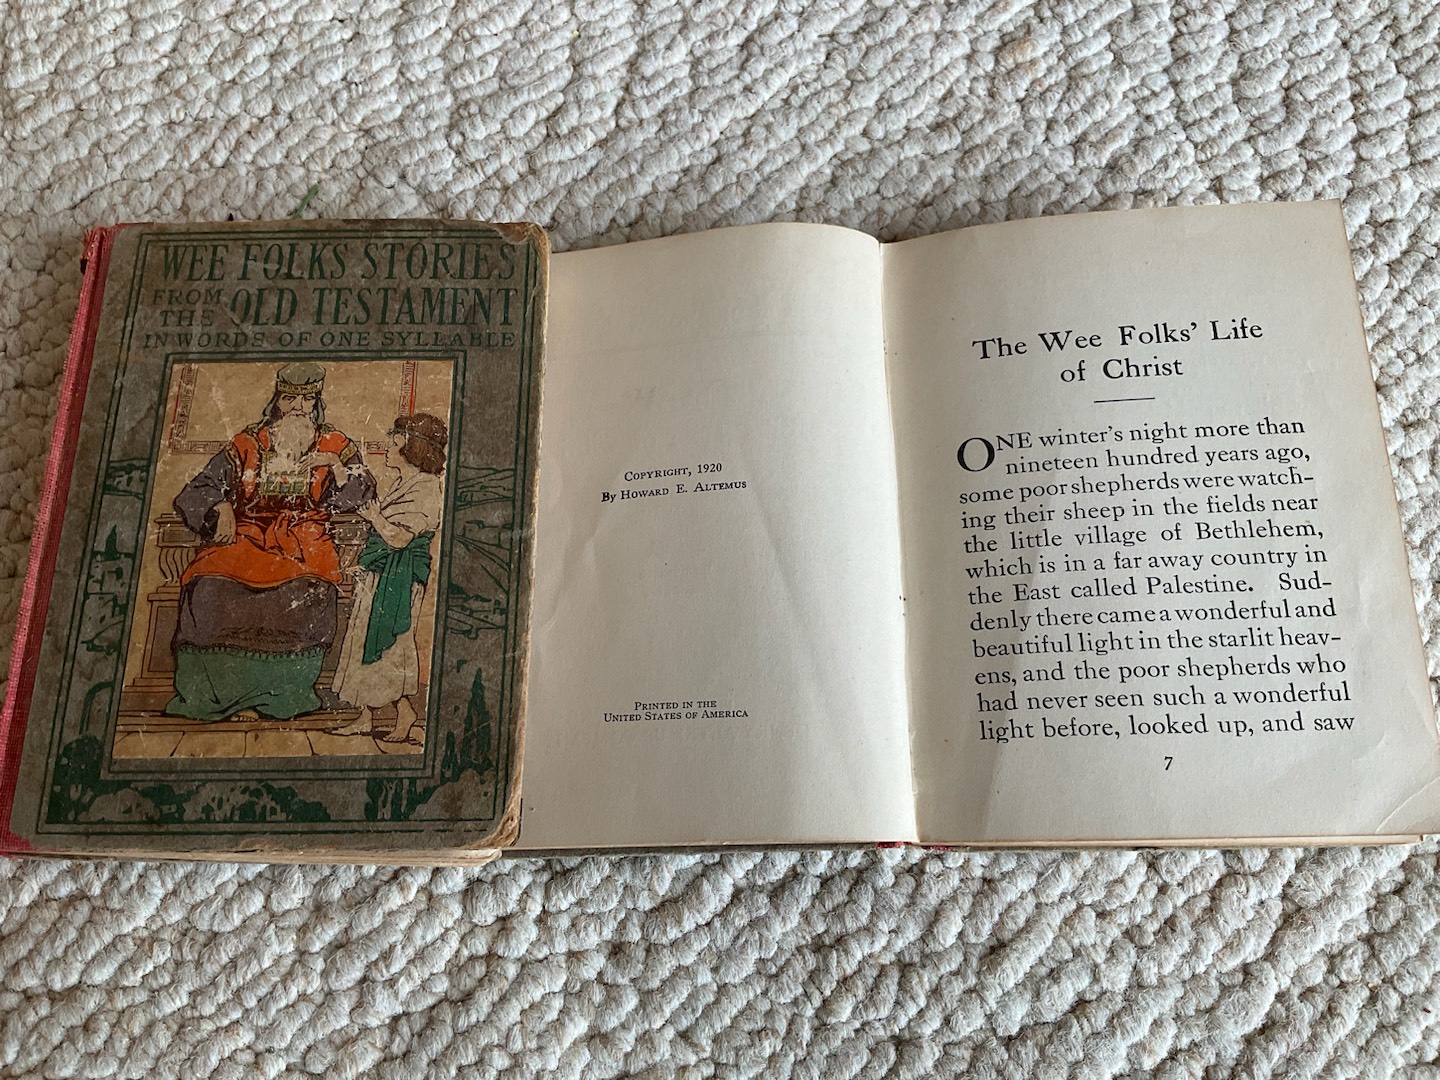 WEE FOLKS STORIES
FROM THE OLD TESTAMENT
IN WORDS OF ONE SYLLABLE
COPYRIGHT, 1920
By HOWARD E. ALTEMUS
PRINTED IN THE
UNITED STATES OF AMERICA
The Wee Folks' Life
of Christ
ONE winter's night more than
nineteen hundred years ago,
some poor shepherds were watch-
ing their sheep in the fields near
the little village of Bethlehem,
which is in a far away country in
the East called Palestine. Sud-
denly there came a wonderful and
beautiful light in the starlit heav-
ens, and the poor shepherds who
had never seen such a wonderful
light before, looked up, and saw
7